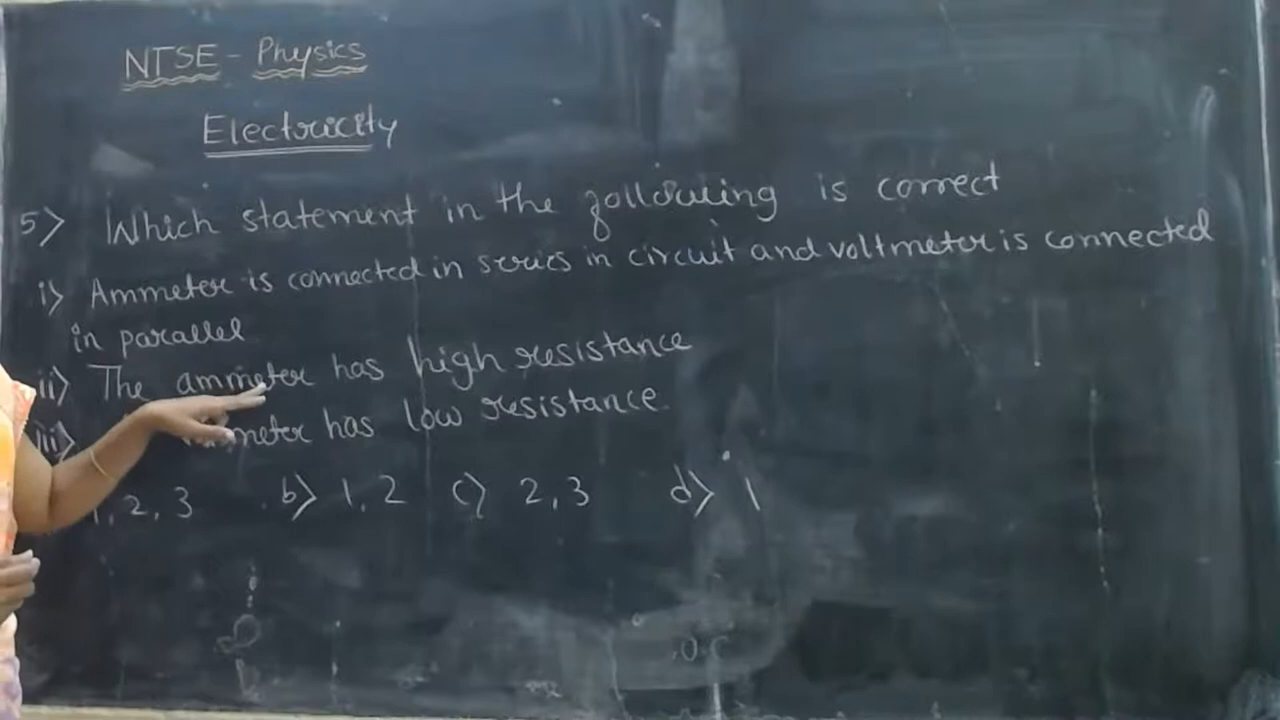 NTSE - Physics
Electricity
5> Which statement in the following is correct
i> Ammeter is connected in series in circuit and voltmeter is connected
in parallel
ii> The ammeter has high resistance
iii> meter has low resistance
1, 2, 3 b> 1, 2 c> 2, 3 d> 1